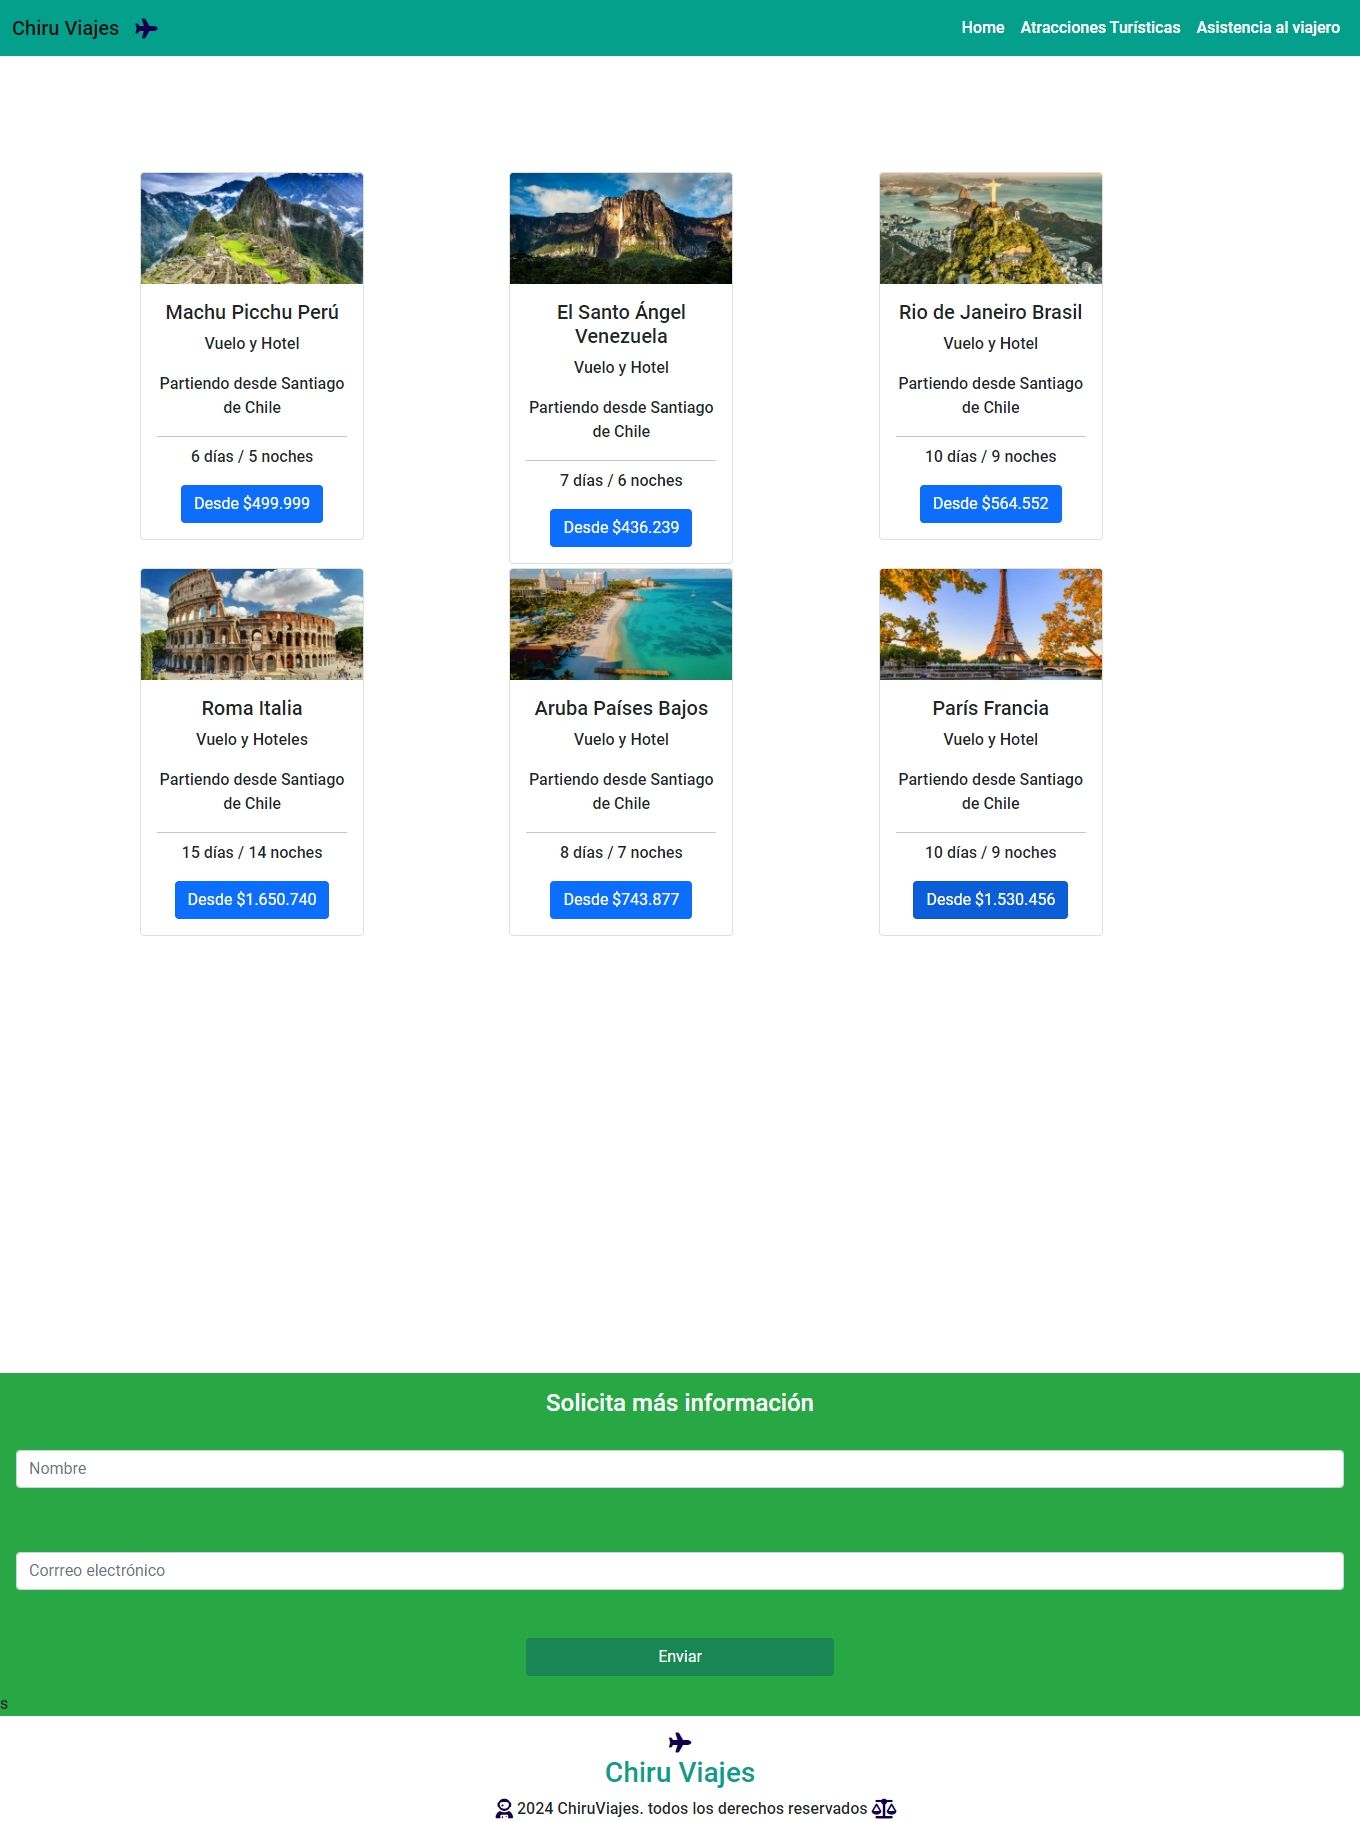 Chiru Viajes
Home Atracciones Turísticas Asistencia al viajero
Machu Picchu Perú
Vuelo y Hotel
Partiendo desde Santiago
de Chile
6 días / 5 noches
Desde $499.999
El Santo Ángel
Venezuela
Vuelo y Hotel
Partiendo desde Santiago
de Chile
7 días / 6 noches
Desde $436.239
Rio de Janeiro Brasil
Vuelo y Hotel
Partiendo desde Santiago
de Chile
10 días / 9 noches
Desde $564.552
Roma Italia
Vuelo y Hoteles
Partiendo desde Santiago
de Chile
15 días / 14 noches
Desde $1.650.740
Aruba Países Bajos
Vuelo y Hotel
Partiendo desde Santiago
de Chile
8 días / 7 noches
Desde $743.877
París Francia
Vuelo y Hotel
Partiendo desde Santiago
de Chile
10 días / 9 noches
Desde $1.530.456
Solicita más información
Nombre
Corrreo electrónico
Enviar
s
Chiru Viajes
2024 ChiruViajes. todos los derechos reservados